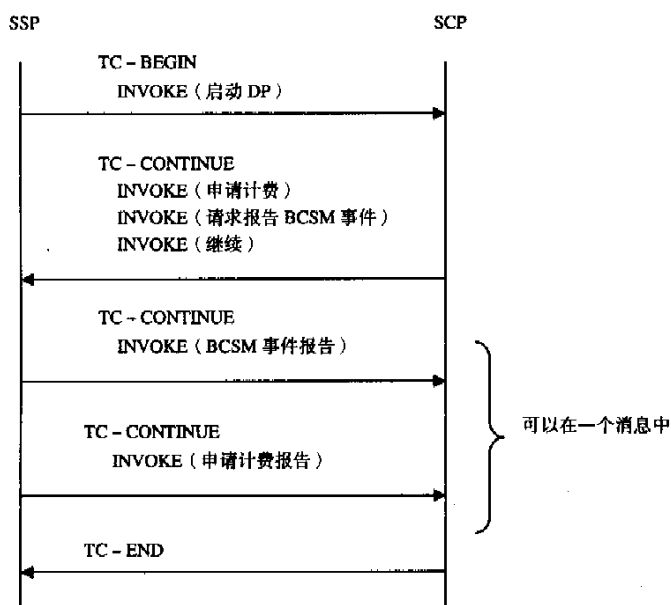 SSP SCP
TC – BEGIN
INVOKE（启动 DP）
TC – CONTINUE
INVOKE（申请计费）
INVOKE（请求报告 BCSM 事件）
INVOKE（继续）
TC – CONTINUE
INVOKE（BCSM 事件报告）
可以在一个消息中
TC – CONTINUE
INVOKE（申请计费报告）
TC – END